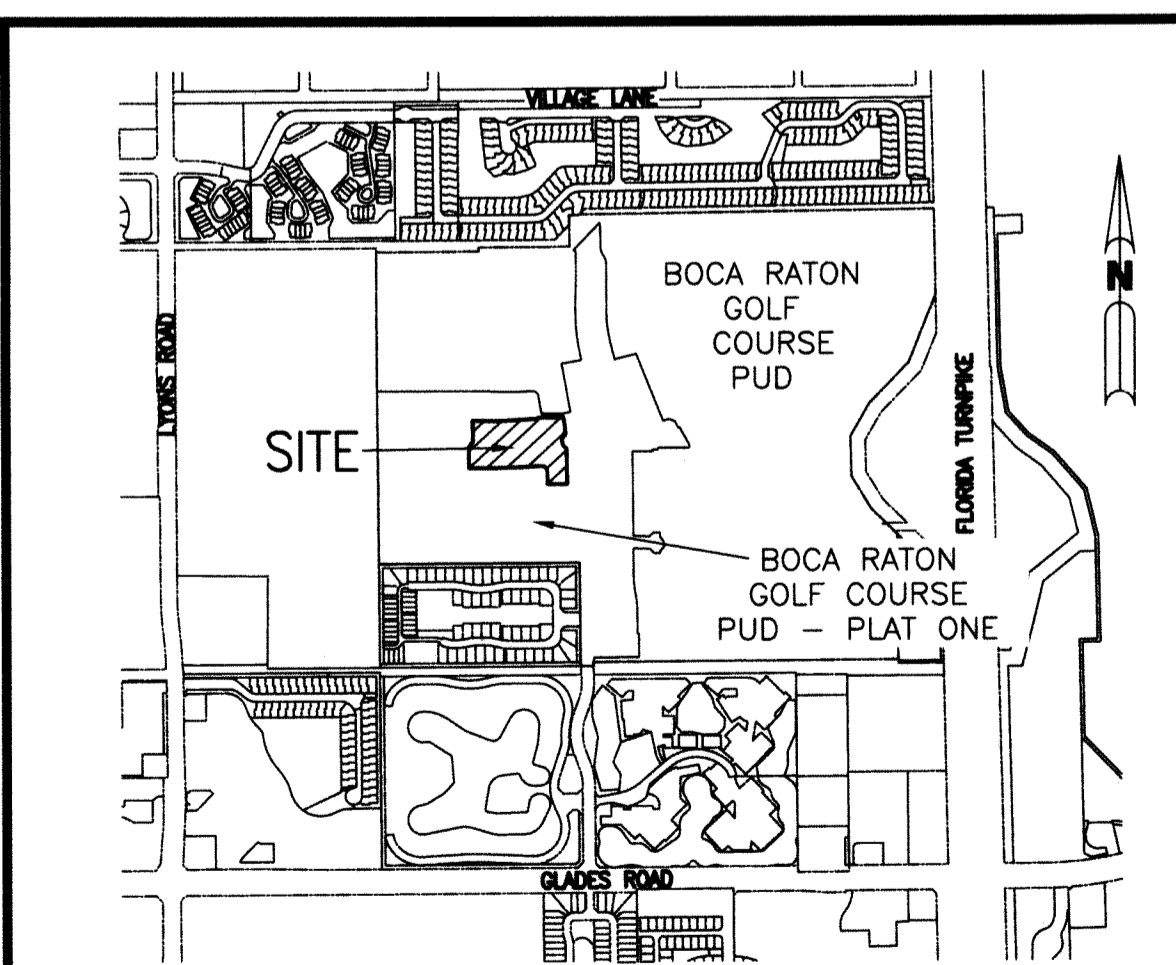 VILLAGE LANE
BOCA RATON
GOLF
COURSE
PUD
N
LYONS ROAD
FLORIDA TURNPIKE
SITE
BOCA RATON
GOLF COURSE
PUD – PLAT ONE
GLADES ROAD